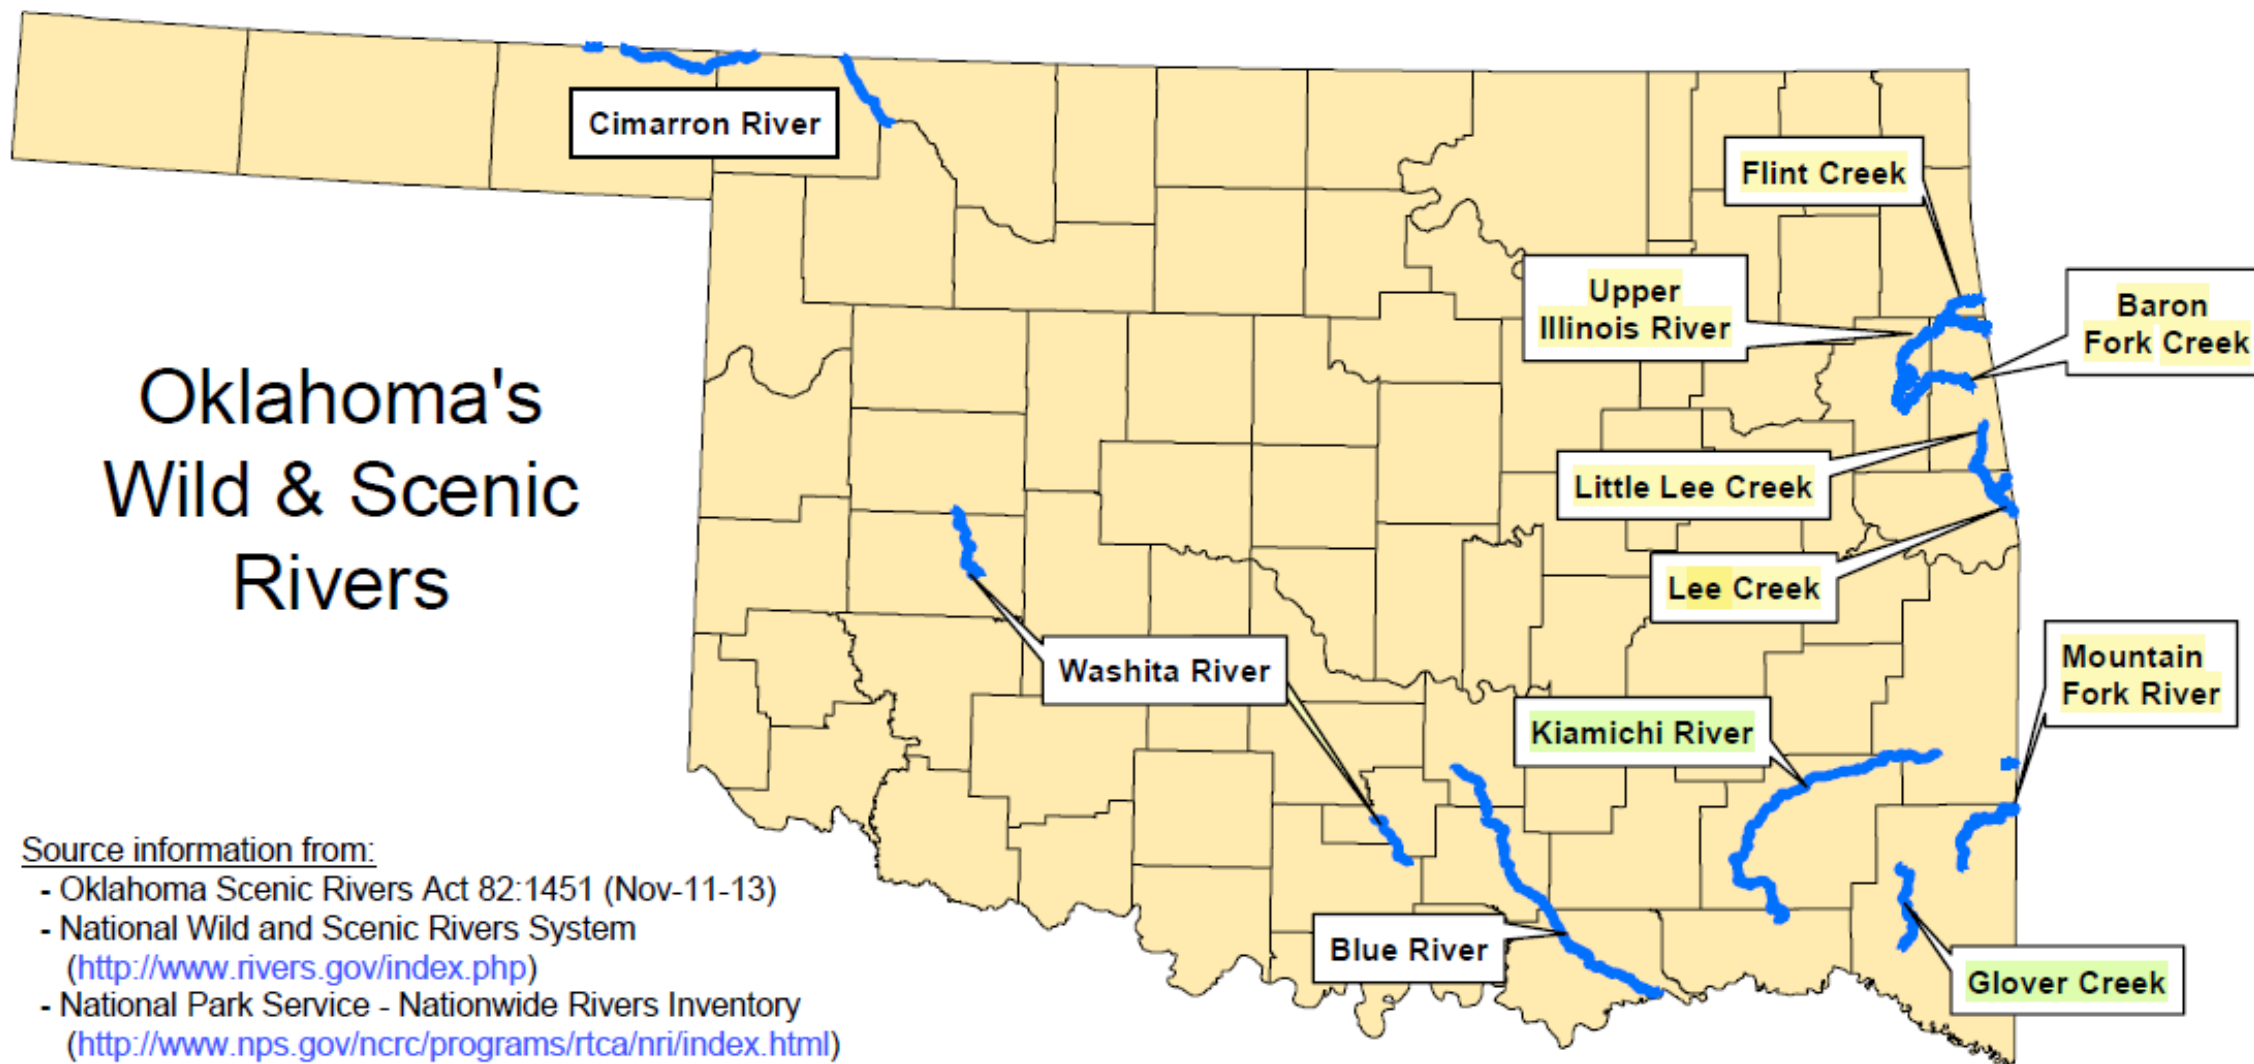 Oklahoma's
Wild & Scenic
Rivers
Cimarron River
Flint Creek
Upper
Illinois River
Baron
Fork Creek
Little Lee Creek
Lee Creek
Washita River
Mountain
Fork River
Kiamichi River
Blue River
Glover Creek
Source information from:
- Oklahoma Scenic Rivers Act 82:1451 (Nov-11-13)
- National Wild and Scenic Rivers System
(http://www.rivers.gov/index.php)
- National Park Service - Nationwide Rivers Inventory
(http://www.nps.gov/ncrc/programs/rtca/nri/index.html)